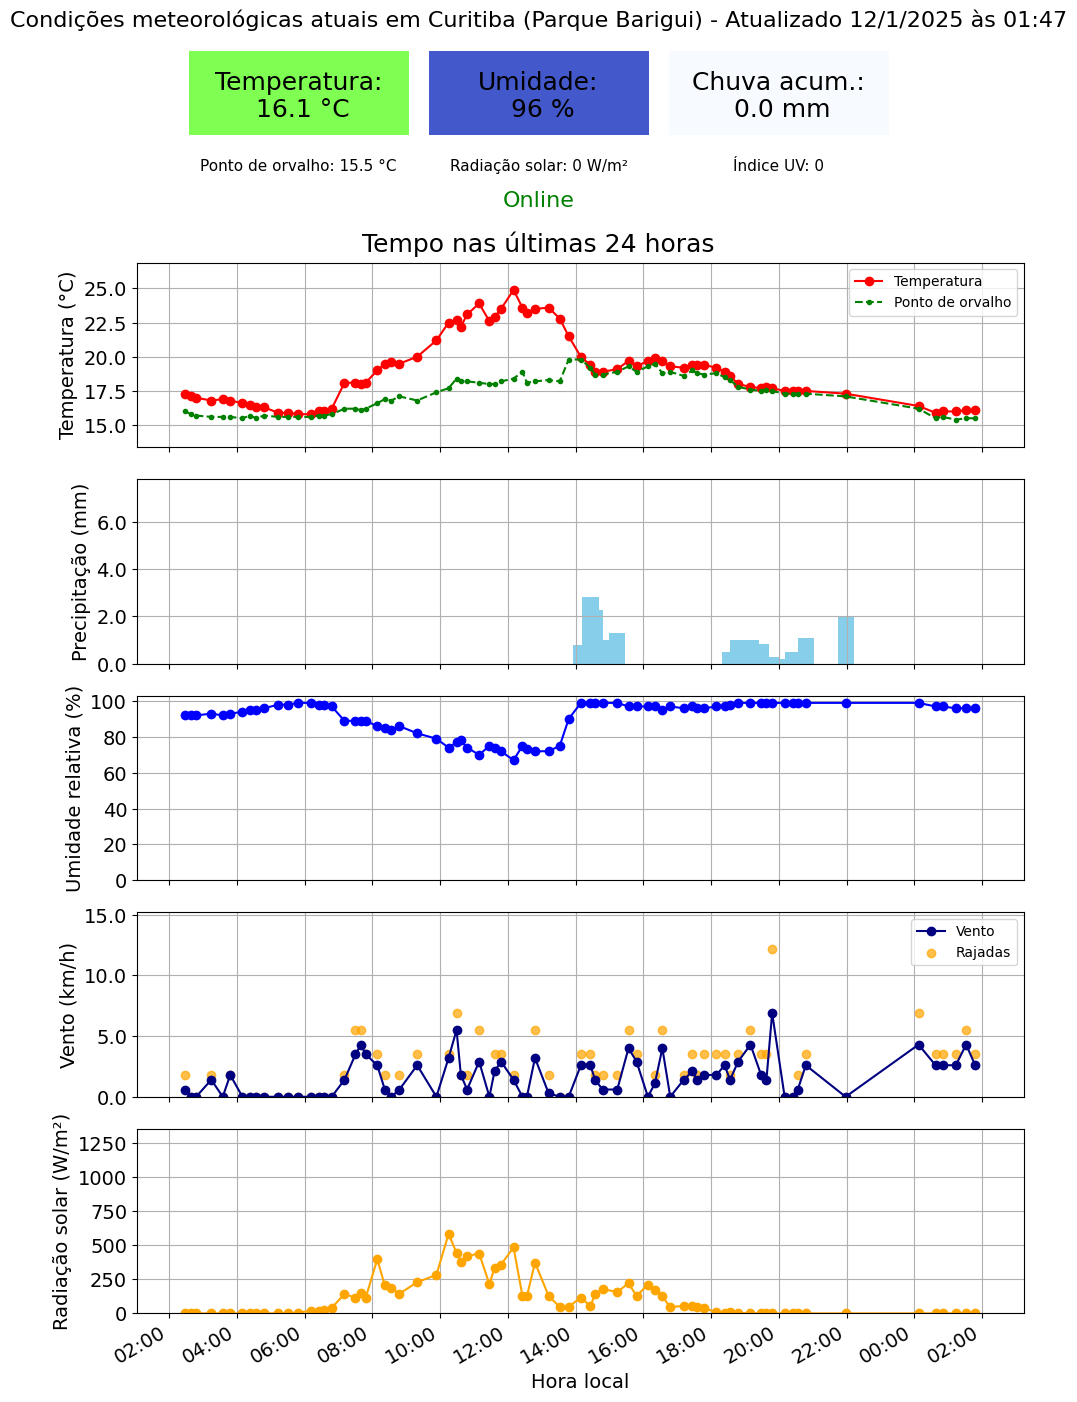 Condições meteorológicas atuais em Curitiba (Parque Barigui) - Atualizado 12/1/2025 às 01:47
Temperatura:
16.1 °C
Umidade:
96 %
Chuva acum.:
0.0 mm
Ponto de orvalho: 15.5 °C
Radiação solar: 0 W/m²
Índice UV: 0
Online
Tempo nas últimas 24 horas
Temperatura (°C)
25.0
22.5
20.0
17.5
15.0
Temperatura
Ponto de orvalho
Precipitação (mm)
6.0
4.0
2.0
0.0
Umidade relativa (%)
100
80
60
40
20
0
Vento (km/h)
15.0
10.0
5.0
0.0
Vento
Rajadas
Radiação solar (W/m²)
1250
1000
750
500
250
0
02:00 04:00 06:00 08:00 10:00 12:00 14:00 16:00 18:00 20:00 22:00 00:00 02:00
Hora local